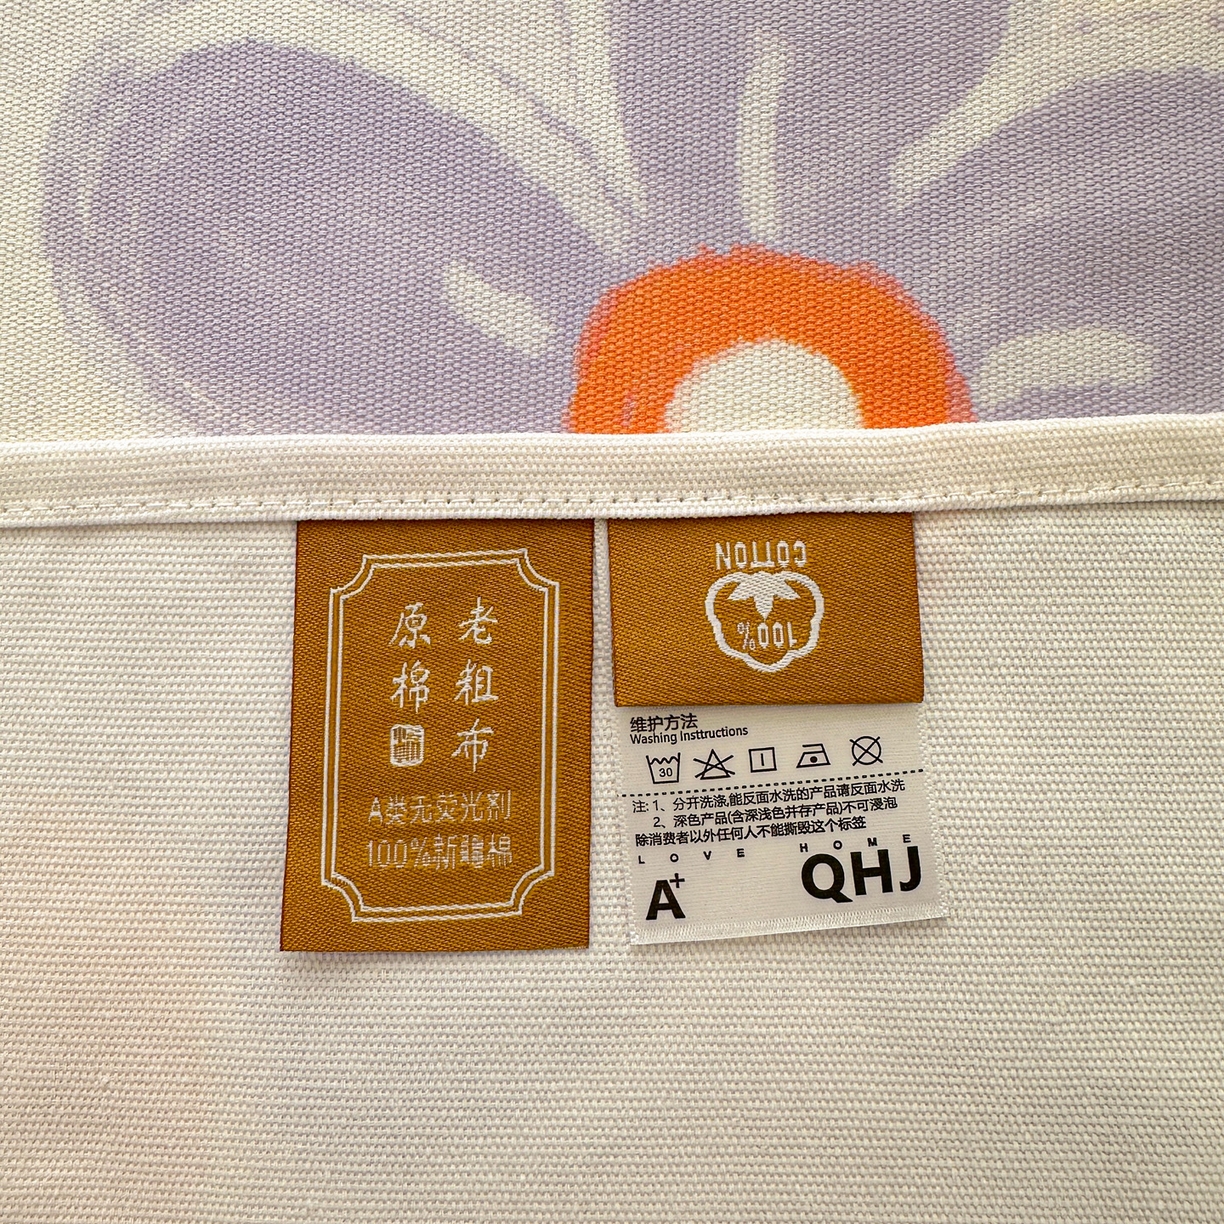 老粗布
原棉
A类无荧光剂
100%新疆棉
100%
COTTON
维护方法
Washing Insttructions
30
注: 1、分开洗涤,能反面水洗的产品请反面水洗
2、深色产品(含深浅色并存产品)不可浸泡
除消费者以外任何人不能撕毁这个标签
LOVE HOME
A+
QHJ